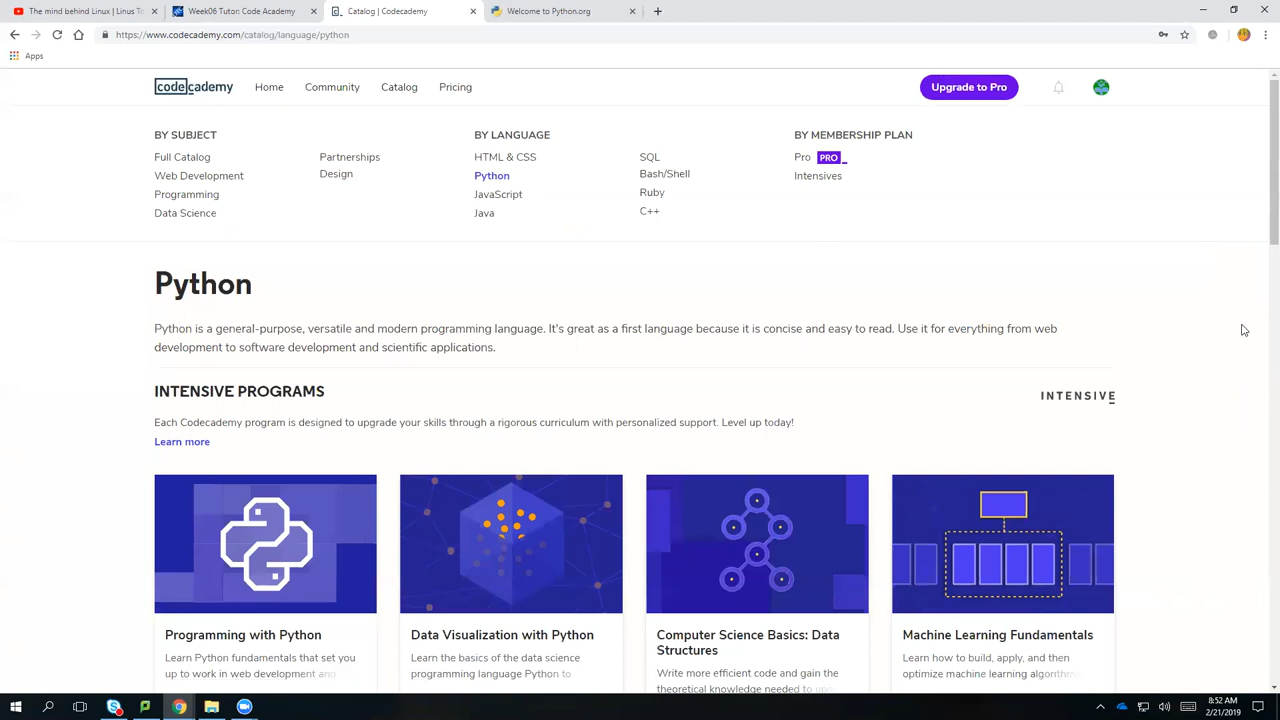 The mind behind Linux | Linus To
Week06 Tutor: Code Academy
Catalog | Codecademy
Welcome to Python.org
https://www.codecademy.com/catalog/language/python
Apps
codecademy
Home
Community
Catalog
Pricing
Upgrade to Pro
BY SUBJECT
Full Catalog
Web Development
Programming
Data Science
Partnerships
Design
BY LANGUAGE
HTML & CSS
Python
JavaScript
Java
SQL
Bash/Shell
Ruby
C++
BY MEMBERSHIP PLAN
Pro PRO
Intensives
Python
Python is a general-purpose, versatile and modern programming language. It's great as a first language because it is concise and easy to read. Use it for everything from web
development to software development and scientific applications.
INTENSIVE PROGRAMS
INTENSIVE
Each Codecademy program is designed to upgrade your skills through a rigorous curriculum with personalized support. Level up today!
Learn more
Programming with Python
Learn Python fundamentals that set you
up to work in web development and
Data Visualization with Python
Learn the basics of the data science
programming language Python to
Computer Science Basics: Data
Structures
Write more efficient code and gain the
theoretical knowledge needed to
Machine Learning Fundamentals
Learn how to build, apply, and then
optimize machine learning algorithms
8:52 AM
2/21/2019